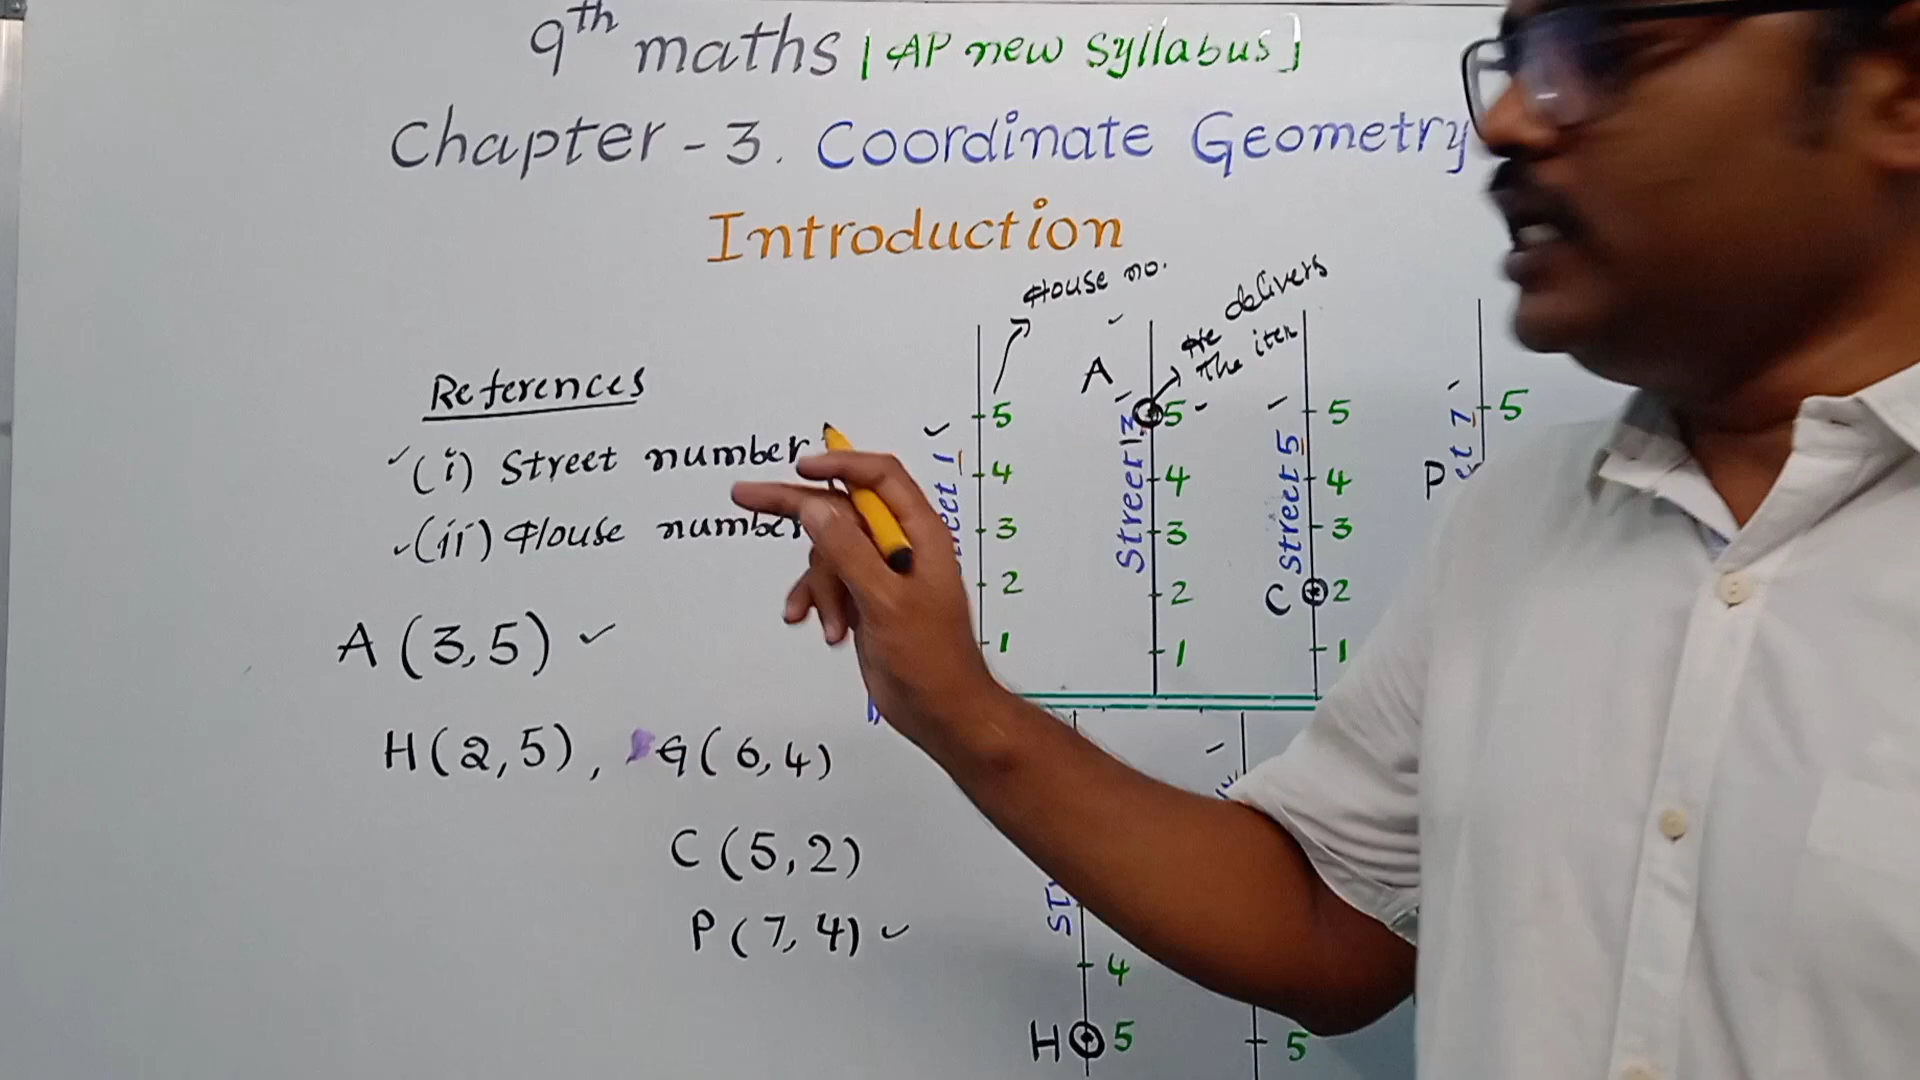 9th maths [AP new Syllabus]
Chapter - 3. Coordinate Geometry
Introduction
House no.
He delivers
the item
References
(i) Street number
(ii) House number
A (3,5)
H(2,5), G(6,4)
C (5,2)
P(7,4)
5
4
3
2
1
A
Street 3
5
4
3
2
1
Street 5
5
4
3
C 2
1
5
P
4
H 5
5